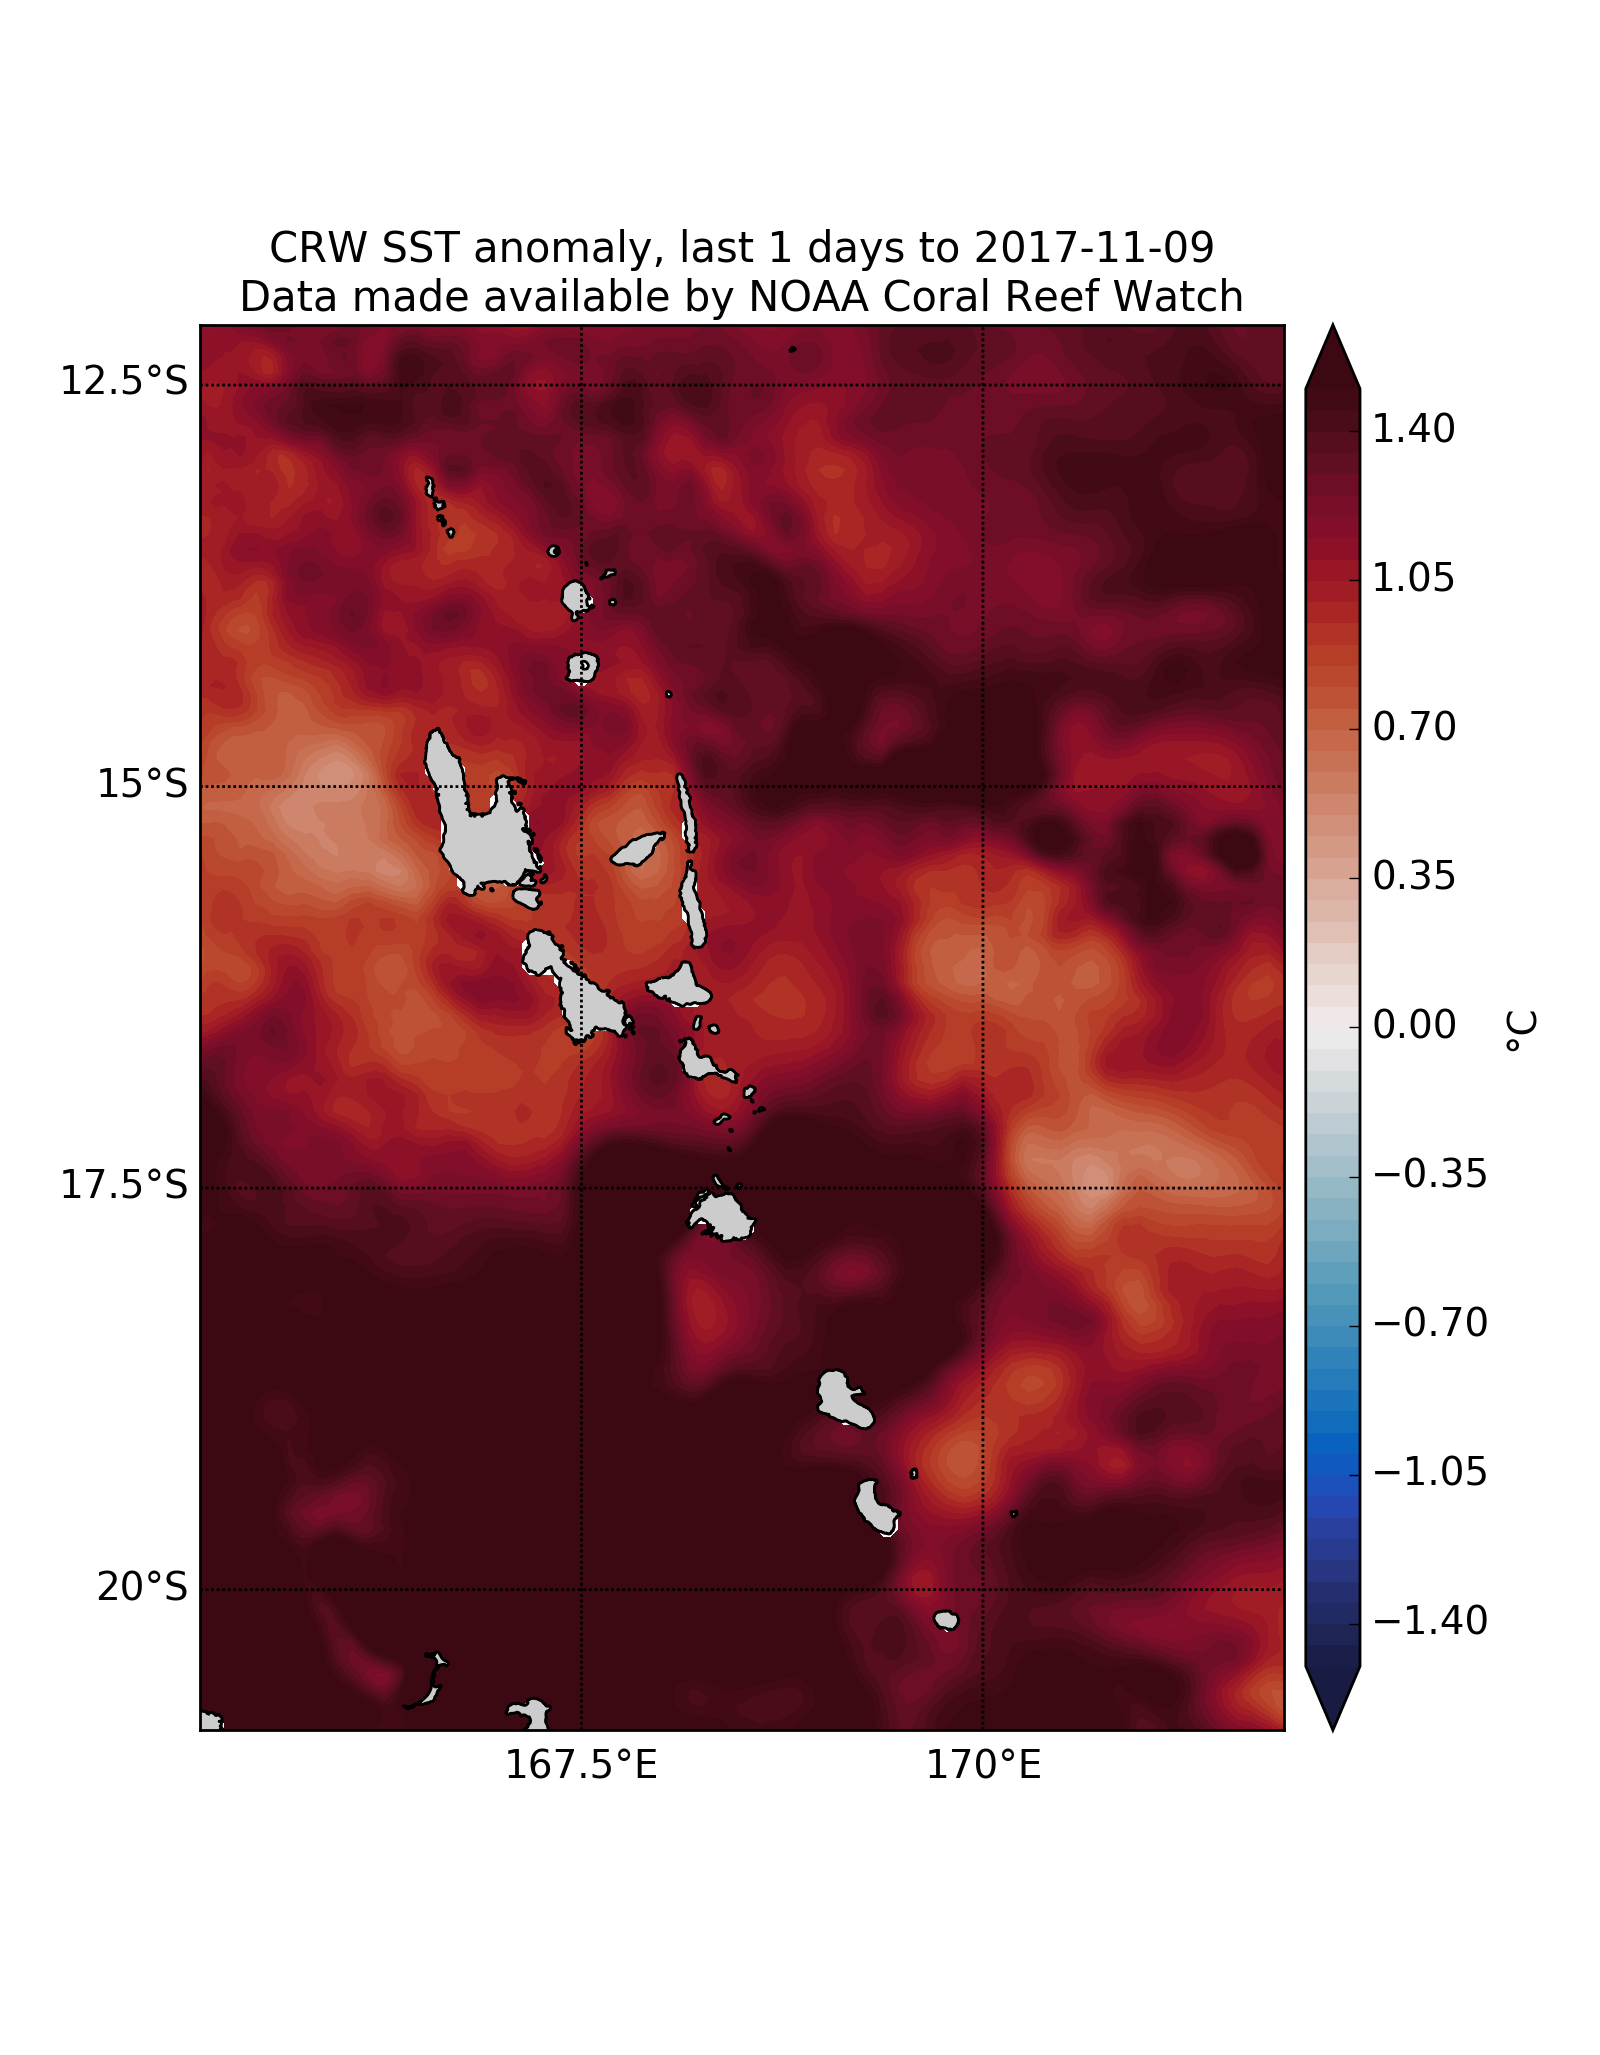 CRW SST anomaly, last 1 days to 2017-11-09
Data made available by NOAA Coral Reef Watch
12.5°S
15°S
17.5°S
20°S
167.5°E
170°E
1.40
1.05
0.70
0.35
0.00
−0.35
−0.70
−1.05
−1.40
°C